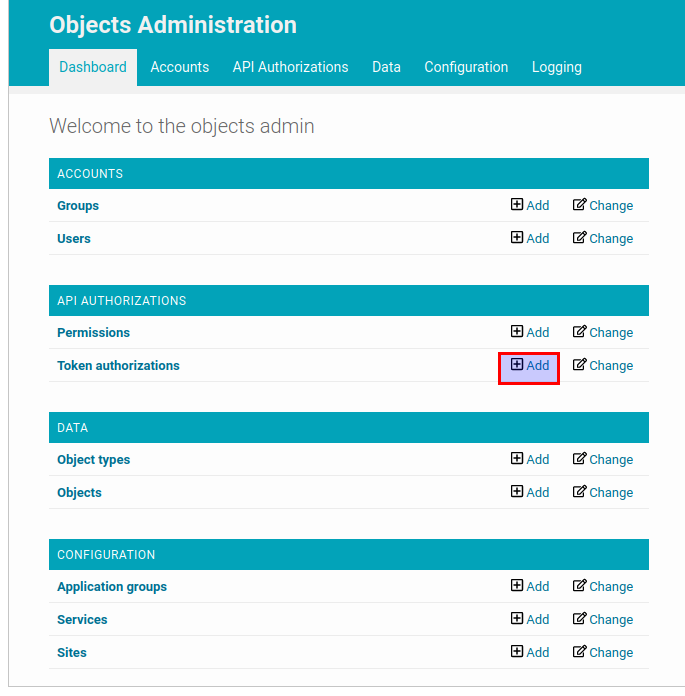 Objects Administration
Dashboard Accounts API Authorizations Data Configuration Logging
Welcome to the objects admin
ACCOUNTS
Groups Add Change
Users Add Change
API AUTHORIZATIONS
Permissions Add Change
Token authorizations Add Change
DATA
Object types Add Change
Objects Add Change
CONFIGURATION
Application groups Add Change
Services Add Change
Sites Add Change